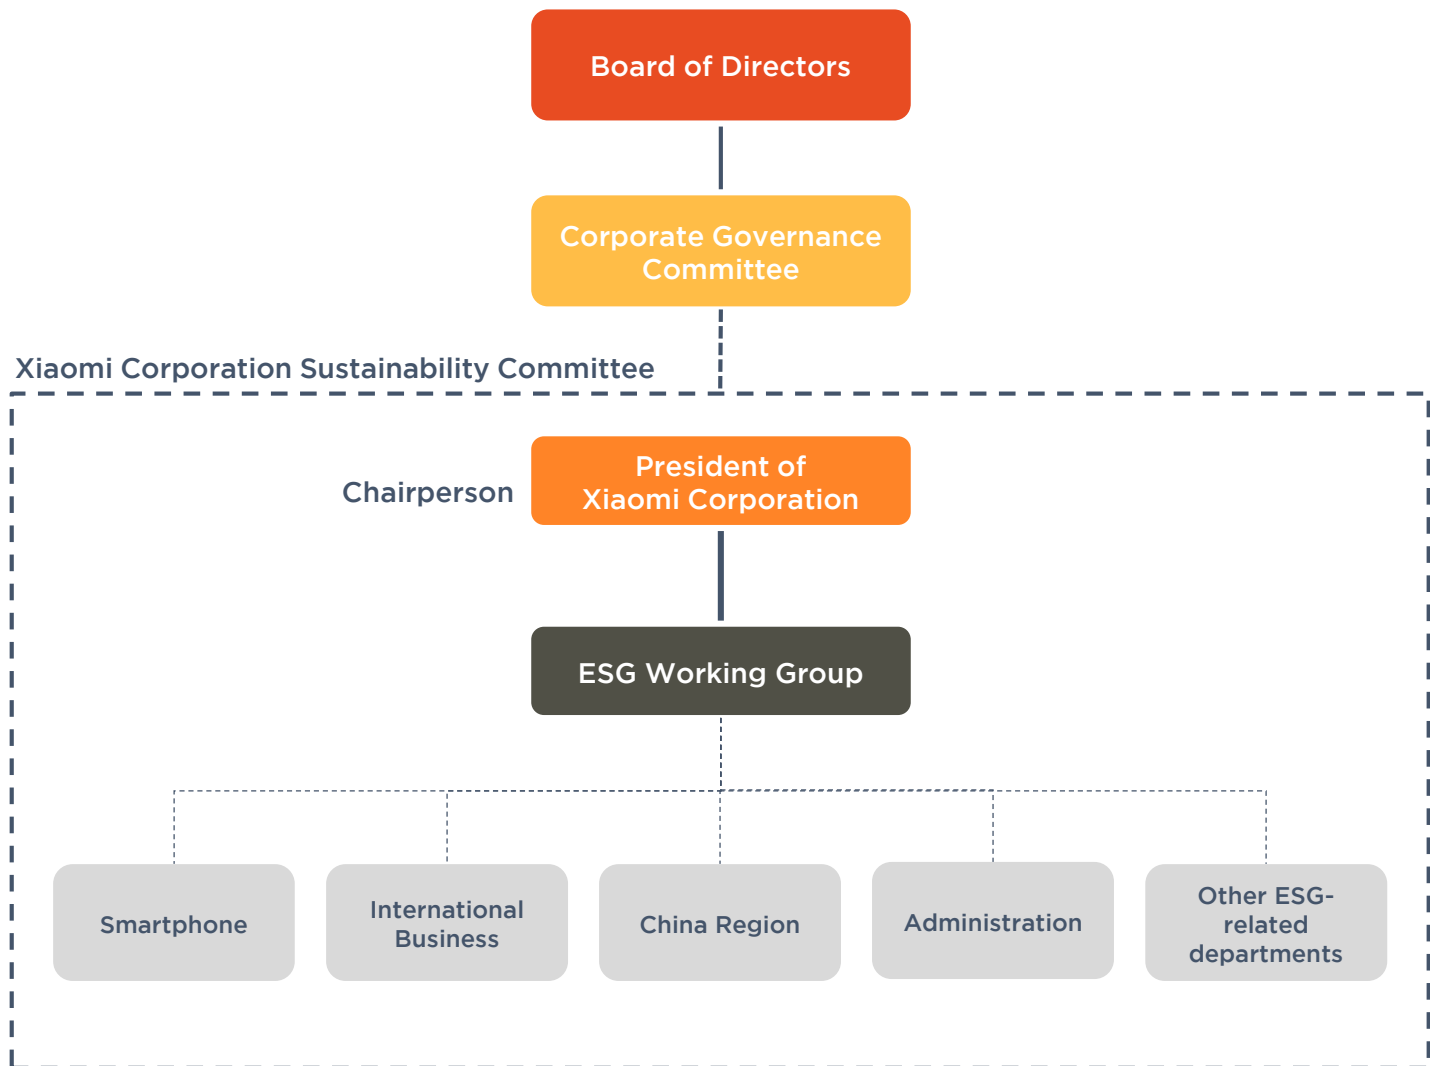 Board of Directors
Corporate Governance
Committee
Xiaomi Corporation Sustainability Committee
Chairperson
President of
Xiaomi Corporation
ESG Working Group
Smartphone
International
Business
China Region
Administration
Other ESG-
related
departments